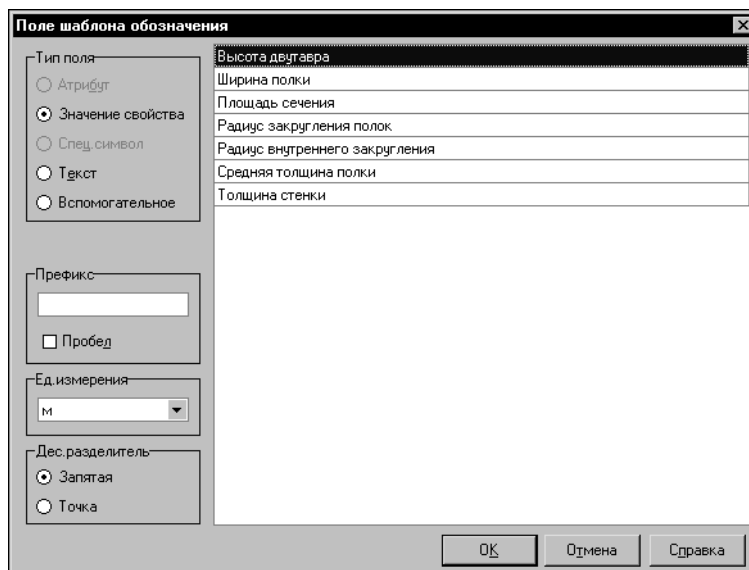 Поле шаблона обозначения
Тип поля
Атрибут
Значение свойства
Спец.символ
Текст
Вспомогательное
Префикс
Пробел
Ед.измерения
м
Дес.разделитель
Запятая
Точка
Высота двутавра
Ширина полки
Площадь сечения
Радиус закругления полок
Радиус внутреннего закругления
Средняя толщина полки
Толщина стенки
OK
Отмена
Справка